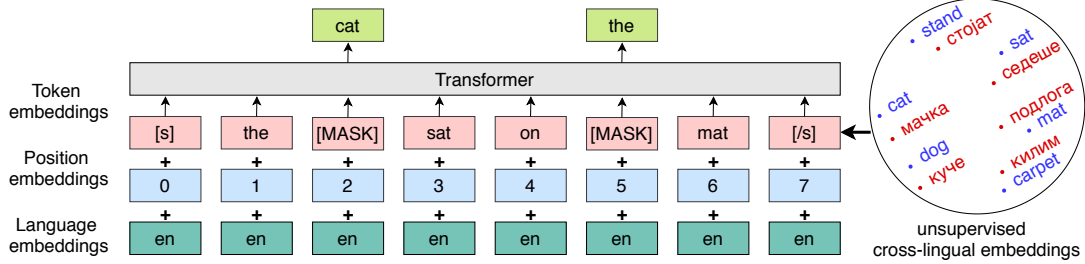 cat the
Transformer
Token
embeddings
[s] the [MASK] sat on [MASK] mat [/s]
+ + + + + + + +
Position
embeddings
0 1 2 3 4 5 6 7
+ + + + + + + +
Language
embeddings
en en en en en en en en
stand
стојат
sat
седеше
cat
мачка
подлога
mat
dog
куче
килим
carpet
unsupervised
cross-lingual embeddings